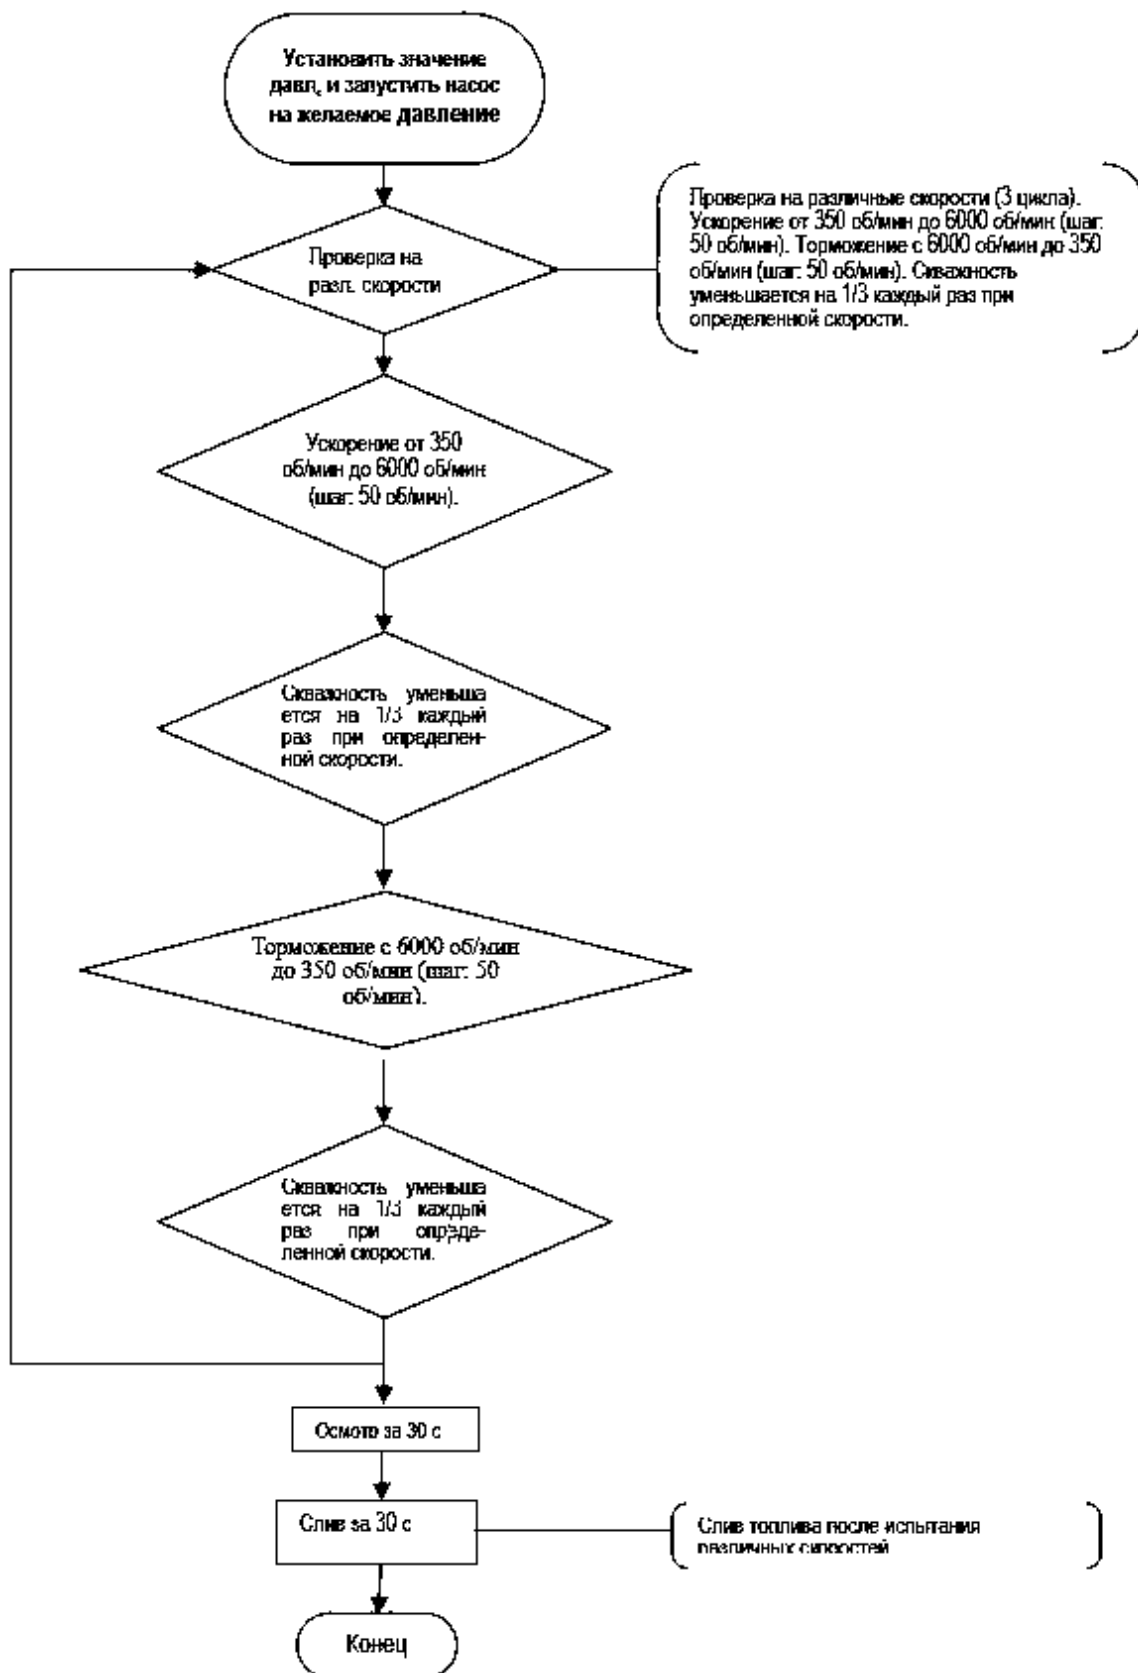 Установить значение
давл, и запустить насос
на желаемое давление
Проверка на различные скорости (3 цикла).
Ускорение от 350 об/мин до 6000 об/мин (шаг:
50 об/мин). Торможение с 6000 об/мин до 350
об/мин (шаг: 50 об/мин). Скважность
уменьшается на 1/3 каждый раз при
определенной скорости.
Проверка на
разл. скорости
Ускорение от 350
об/мин до 6000 об/мин
(шаг: 50 об/мин).
Скважность уменьша
ется на 1/3 каждый
раз при определен-
ной скорости.
Торможение с 6000 об/мин
до 350 об/мин (шаг: 50
об/мин).
Скважность уменьша
ется на 1/3 каждый
раз при опреде-
ленной скорости.
Осмотр за 30 с
Слив за 30 с
Слив топлива после испытания
различных скоростей
Конец